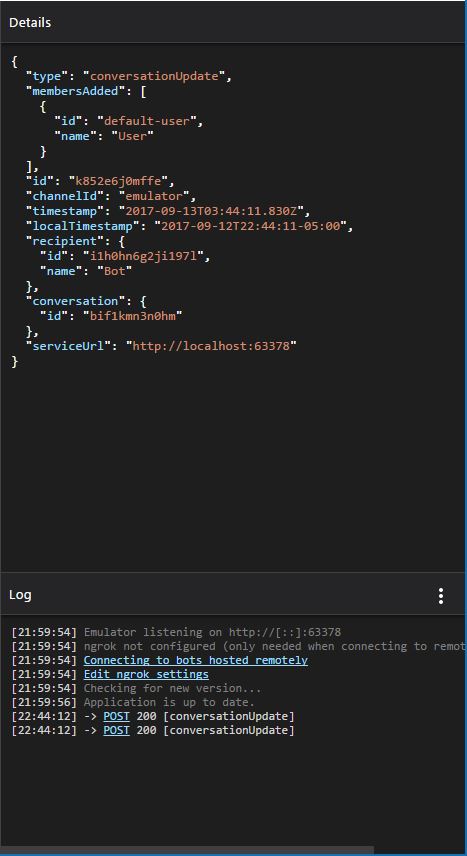 Details
{
"type": "conversationUpdate",
"membersAdded": [
{
"id": "default-user",
"name": "User"
}
],
"id": "k852e6j0mffe",
"channelId": "emulator",
"timestamp": "2017-09-13T03:44:11.830Z",
"localTimestamp": "2017-09-12T22:44:11-05:00",
"recipient": {
"id": "i1h0hn6g2ji197l",
"name": "Bot"
},
"conversation": {
"id": "bif1kmn3n0hm"
},
"serviceUrl": "http://localhost:63378"
}
Log
[21:59:54] Emulator listening on http://[::]:63378
[21:59:54] ngrok not configured (only needed when connecting to remot
[21:59:54] Connecting to bots hosted remotely
[21:59:54] Edit ngrok settings
[21:59:54] Checking for new version...
[21:59:56] Application is up to date.
[22:44:12] -> POST 200 [conversationUpdate]
[22:44:12] -> POST 200 [conversationUpdate]